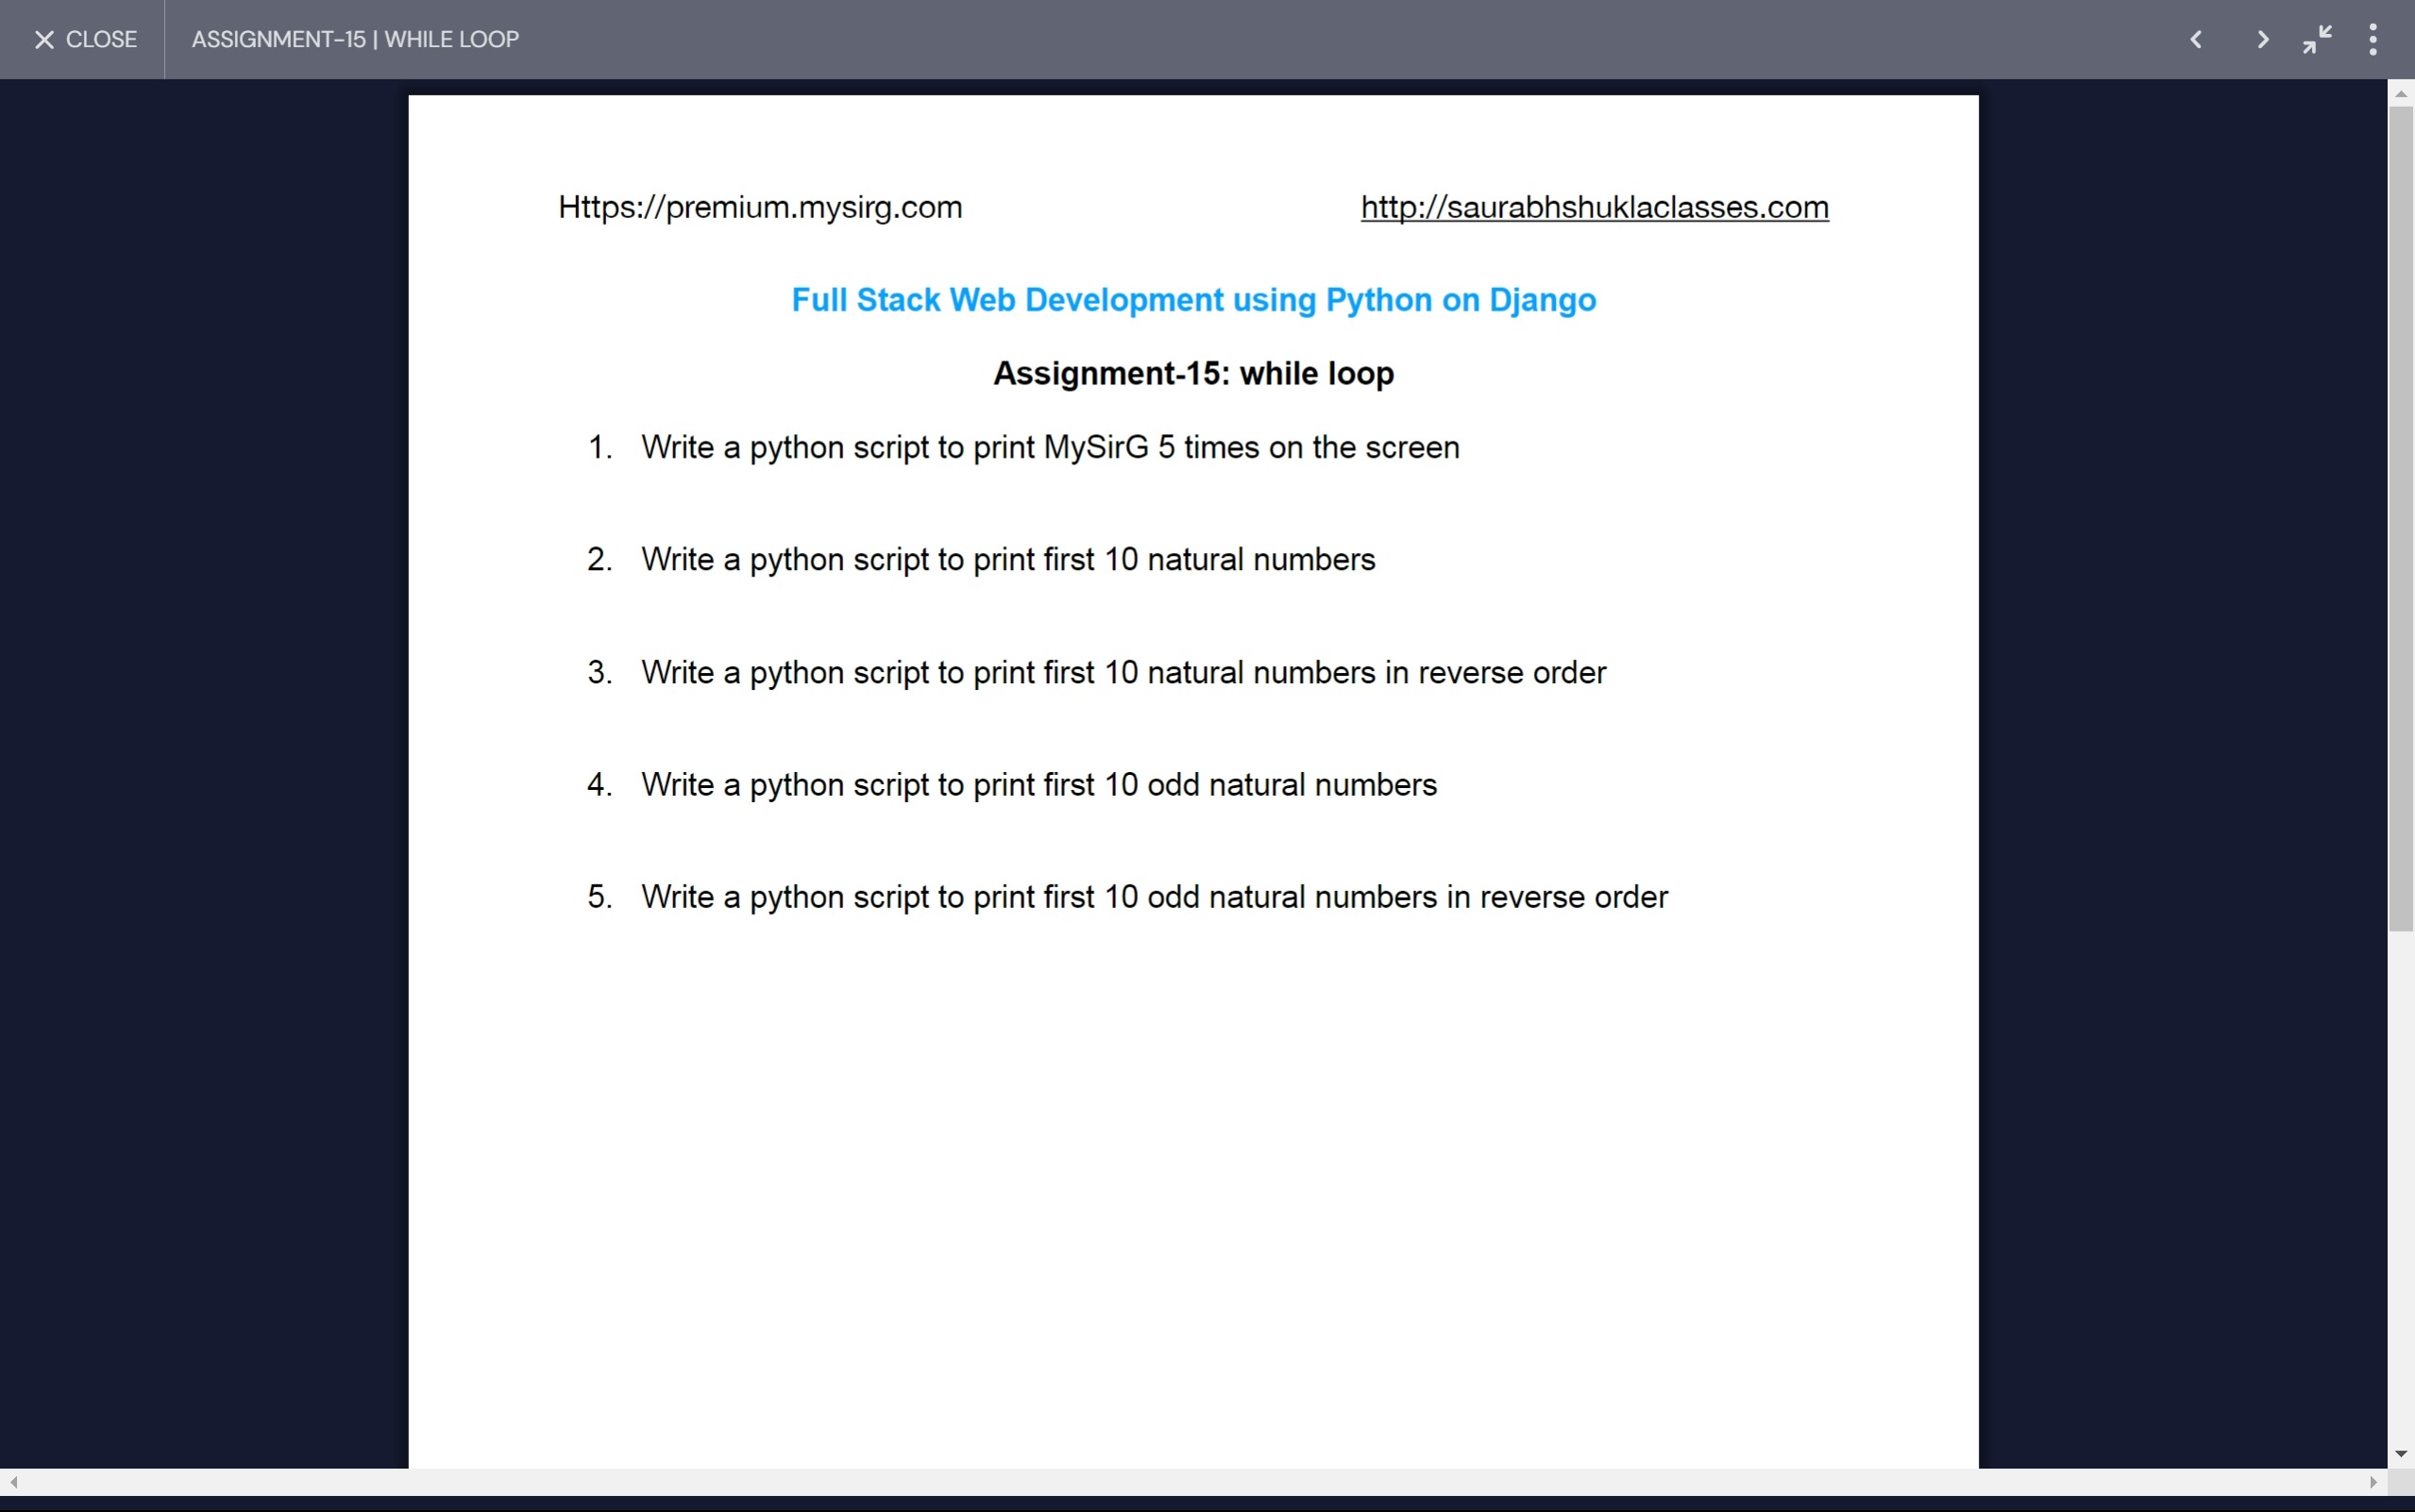 CLOSE
ASSIGNMENT-15 | WHILE LOOP
Https://premium.mysirg.com
http://saurabhshuklaclasses.com
Full Stack Web Development using Python on Django
Assignment-15: while loop
1. Write a python script to print MySirG 5 times on the screen
2. Write a python script to print first 10 natural numbers
3. Write a python script to print first 10 natural numbers in reverse order
4. Write a python script to print first 10 odd natural numbers
5. Write a python script to print first 10 odd natural numbers in reverse order